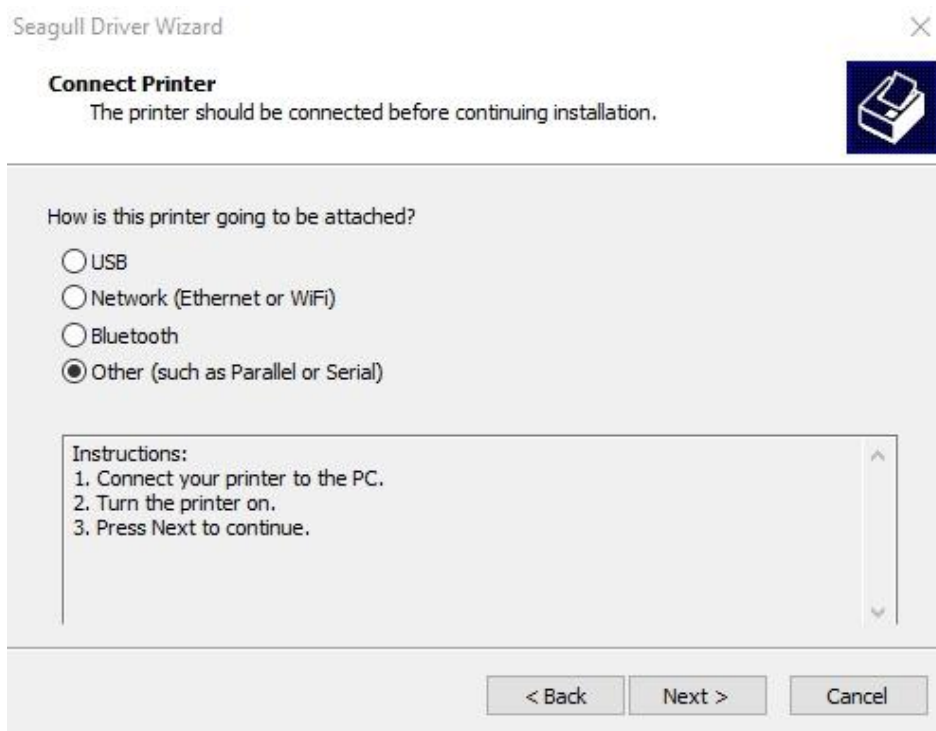 Seagull Driver Wizard
Connect Printer
The printer should be connected before continuing installation.
How is this printer going to be attached?
USB
Network (Ethernet or WiFi)
Bluetooth
Other (such as Parallel or Serial)
Instructions:
1. Connect your printer to the PC.
2. Turn the printer on.
3. Press Next to continue.
< Back
Next >
Cancel